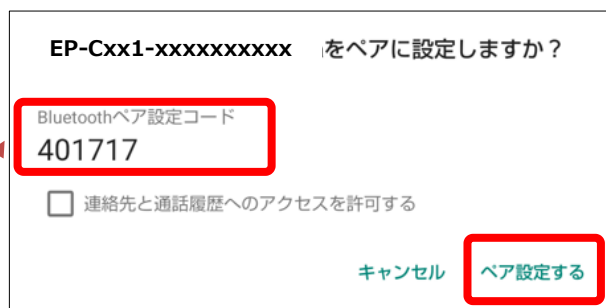 EP-Cxx1-xxxxxxxxxx をペアに設定しますか？
Bluetoothペア設定コード
401717
連絡先と通話履歴へのアクセスを許可する
キャンセル ペア設定する